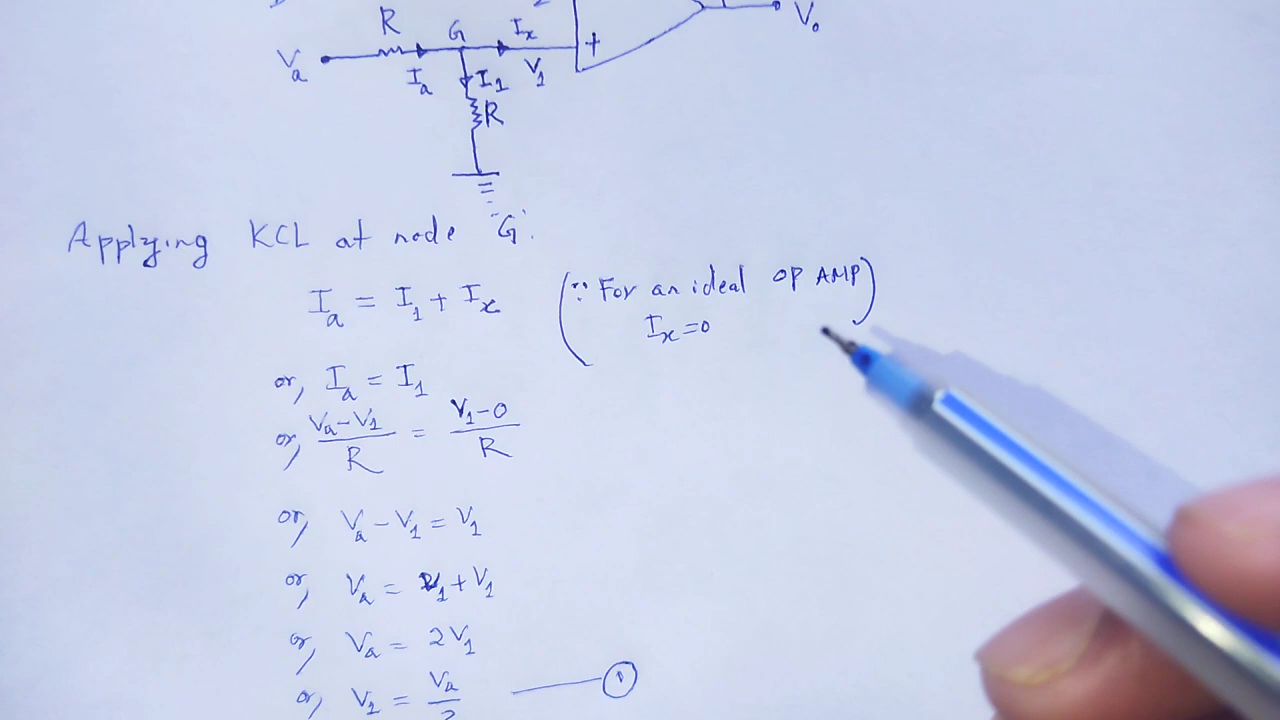 R G Iₓ V₀
Vₐ + 
Iₐ I₁ V₁
R
Applying KCL at node "G".
Iₐ = I₁ + Iₓ (∵ For an ideal OP AMP)
Iₓ=0
or, Iₐ = I₁
or, (Vₐ-V₁)/R = (V₁-0)/R
or, Vₐ - V₁ = V₁
or, Vₐ = V₁ + V₁
or, Vₐ = 2V₁
or, V₁ = Vₐ/2 —— ①